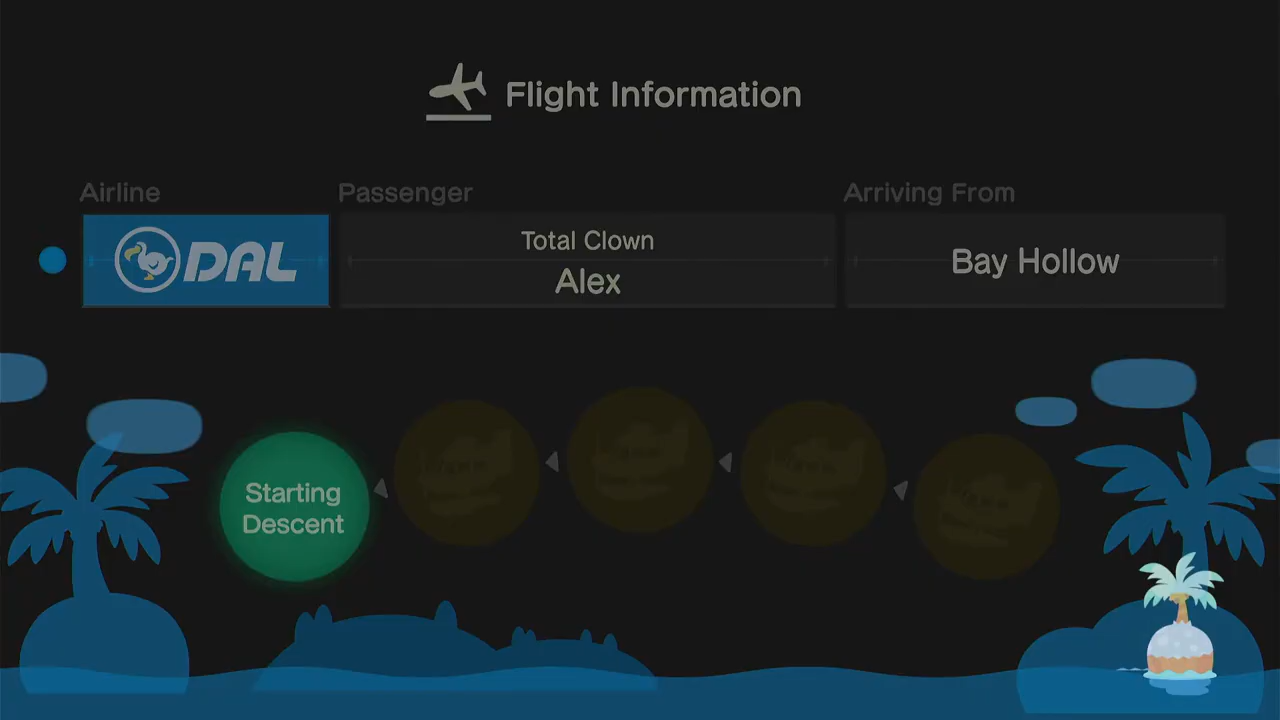 Flight Information
Airline
Passenger
Arriving From
DAL
Total Clown
Alex
Bay Hollow
Starting
Descent